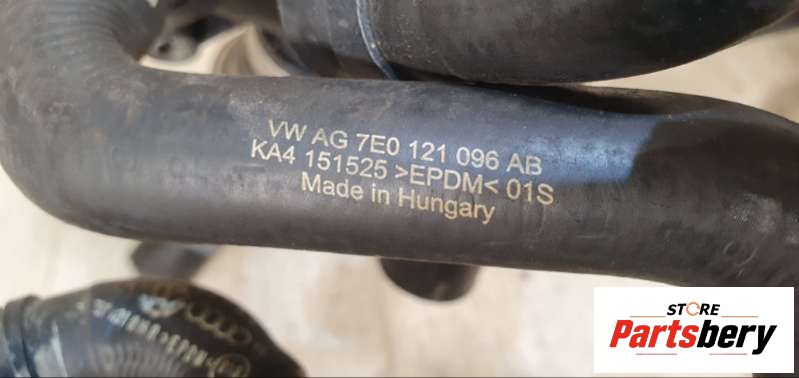 VW AG 7E0 121 096 AB
KA4 151525 >EPDM< 01S
Made in Hungary
STORE
Partsbery